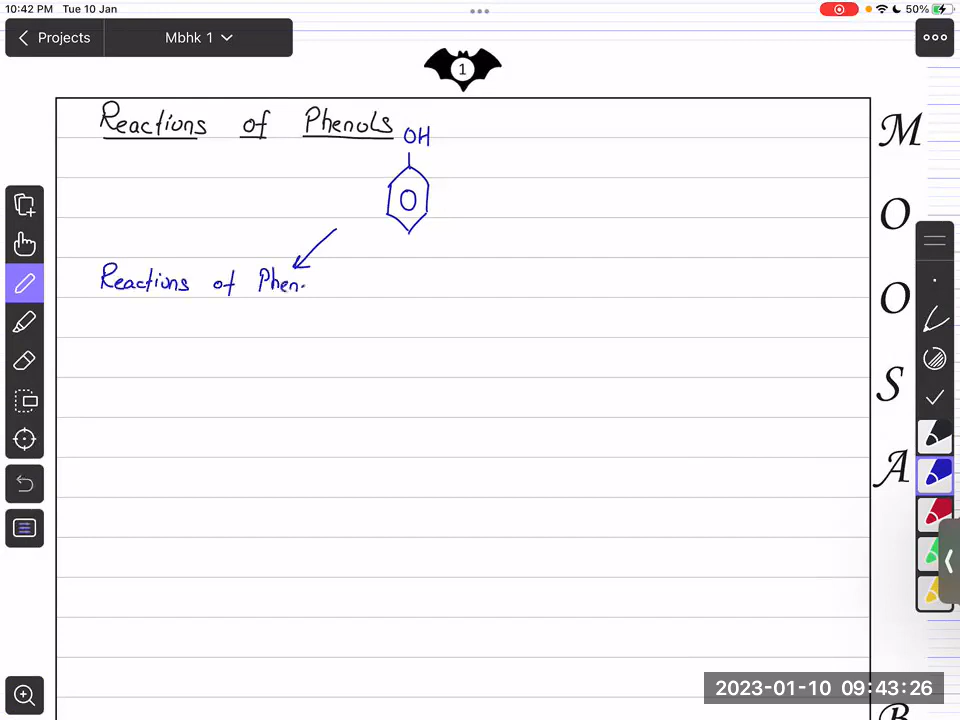 10:42 PM Tue 10 Jan
50%
Projects
Mbhk 1
1
Reactions of Phenols
OH
Reactions of Phen.
M
O
O
S
A
2023-01-10 09:43:26